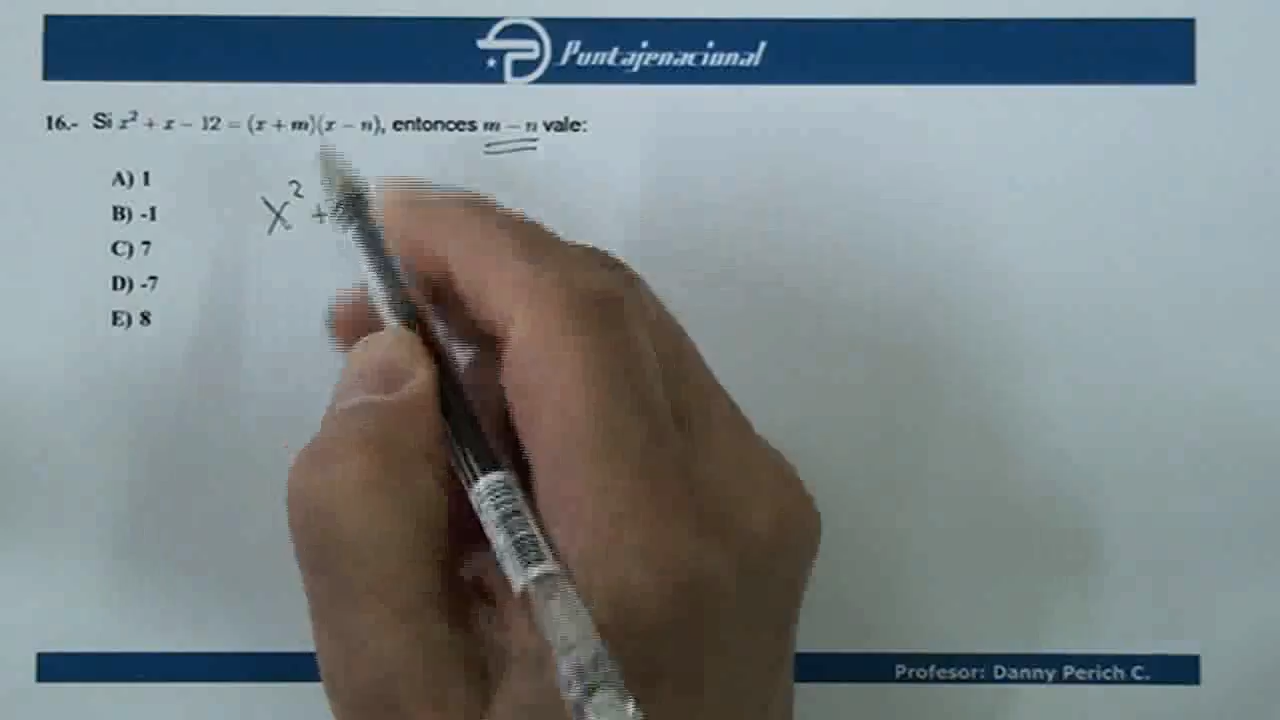 Puntajenacional
16.- Si x² + x − 12 = (x + m)(x − n), entonces m − n vale:
A) 1
B) -1
C) 7
D) -7
E) 8
x² +
Profesor: Danny Perich C.